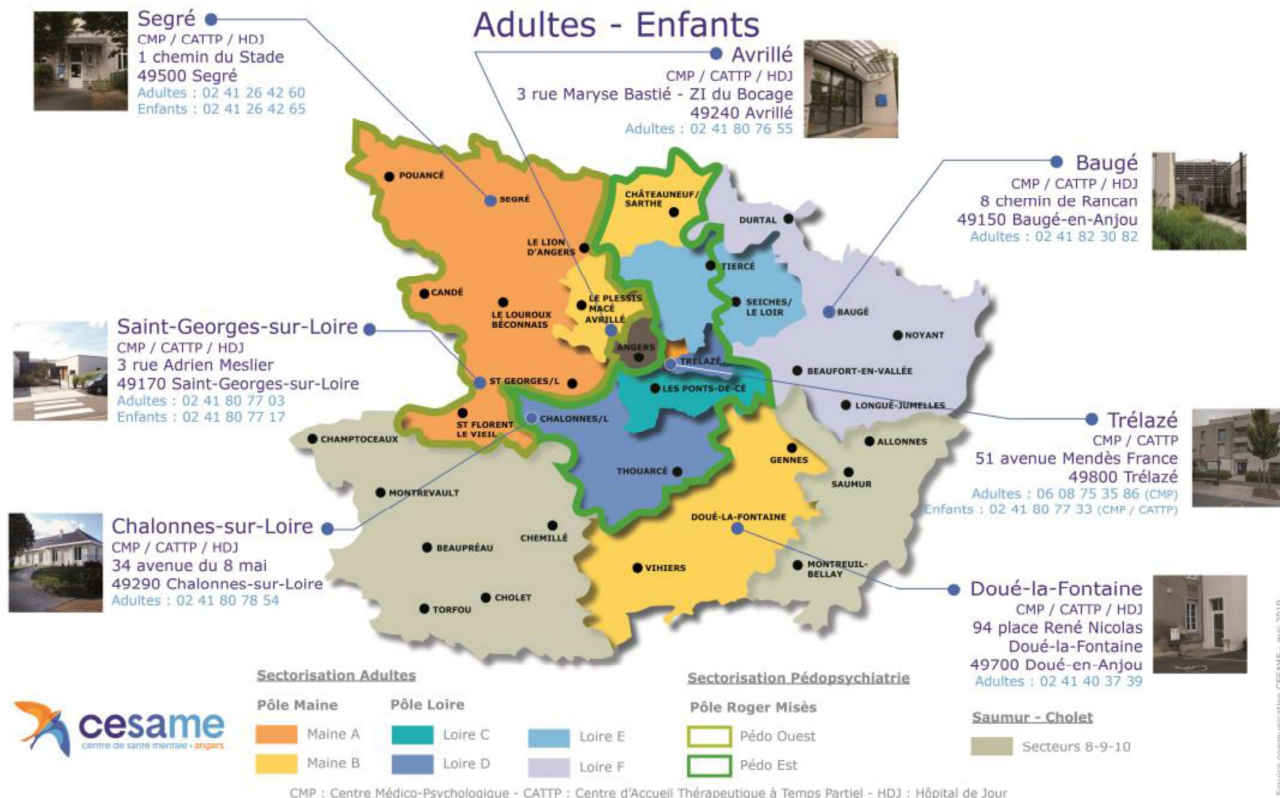 Adultes - Enfants
Segré
CMP / CATTP / HDJ
1 chemin du Stade
49500 Segré
Adultes : 02 41 26 42 60
Enfants : 02 41 26 42 65
Avrillé
CMP / CATTP / HDJ
3 rue Maryse Bastié - ZI du Bocage
49240 Avrillé
Adultes : 02 41 80 76 55
Baugé
CMP / CATTP / HDJ
8 chemin de Rancan
49150 Baugé-en-Anjou
Adultes : 02 41 82 30 82
Saint-Georges-sur-Loire
CMP / CATTP / HDJ
3 rue Adrien Meslier
49170 Saint-Georges-sur-Loire
Adultes : 02 41 80 77 03
Enfants : 02 41 80 77 17
Chalonnes-sur-Loire
CMP / CATTP / HDJ
34 avenue du 8 mai
49290 Chalonnes-sur-Loire
Adultes : 02 41 80 78 54
Trélazé
CMP / CATTP
51 avenue Mendès France
49800 Trélazé
Adultes : 06 08 75 35 86 (CMP)
Enfants : 02 41 80 77 33 (CMP / CATTP)
Doué-la-Fontaine
CMP / CATTP / HDJ
94 place René Nicolas
Doué-la-Fontaine
49700 Doué-en-Anjou
Adultes : 02 41 40 37 39
POUANCÉ
SEGRÉ
CHÂTEAUNEUF/
SARTHE
DURTAL
LE LION
D'ANGERS
TIERCÉ
CANDÉ
LE LOUROUX
BÉCONNAIS
LE PLESSIS
MACÉ
AVRILLÉ
SEICHES/
LE LOIR
BAUGÉ
NOYANT
ANGERS
TRÉLAZÉ
BEAUFORT-EN-VALLÉE
ST GEORGES/L
LES PONTS-DE-CÉ
LONGUÉ-JUMELLES
ST FLORENT
LE VIEIL
CHALONNES/L
CHAMPTOCEAUX
ALLONNES
GENNES
THOUARCÉ
SAUMUR
MONTREVAULT
DOUÉ-LA-FONTAINE
CHEMILLÉ
BEAUPRÉAU
VIHIERS
MONTREUIL-
BELLAY
CHOLET
TORFOU
cesame
centre de santé mentale - angers
Sectorisation Adultes
Pôle Maine
Maine A
Maine B
Pôle Loire
Loire C
Loire D
Loire E
Loire F
Sectorisation Pédopsychiatrie
Pôle Roger Misès
Pédo Ouest
Pédo Est
Saumur - Cholet
Secteurs 8-9-10
CMP : Centre Médico-Psychologique - CATTP : Centre d'Accueil Thérapeutique à Temps Partiel - HDJ : Hôpital de Jour
Service communication CESAME - mai 2019